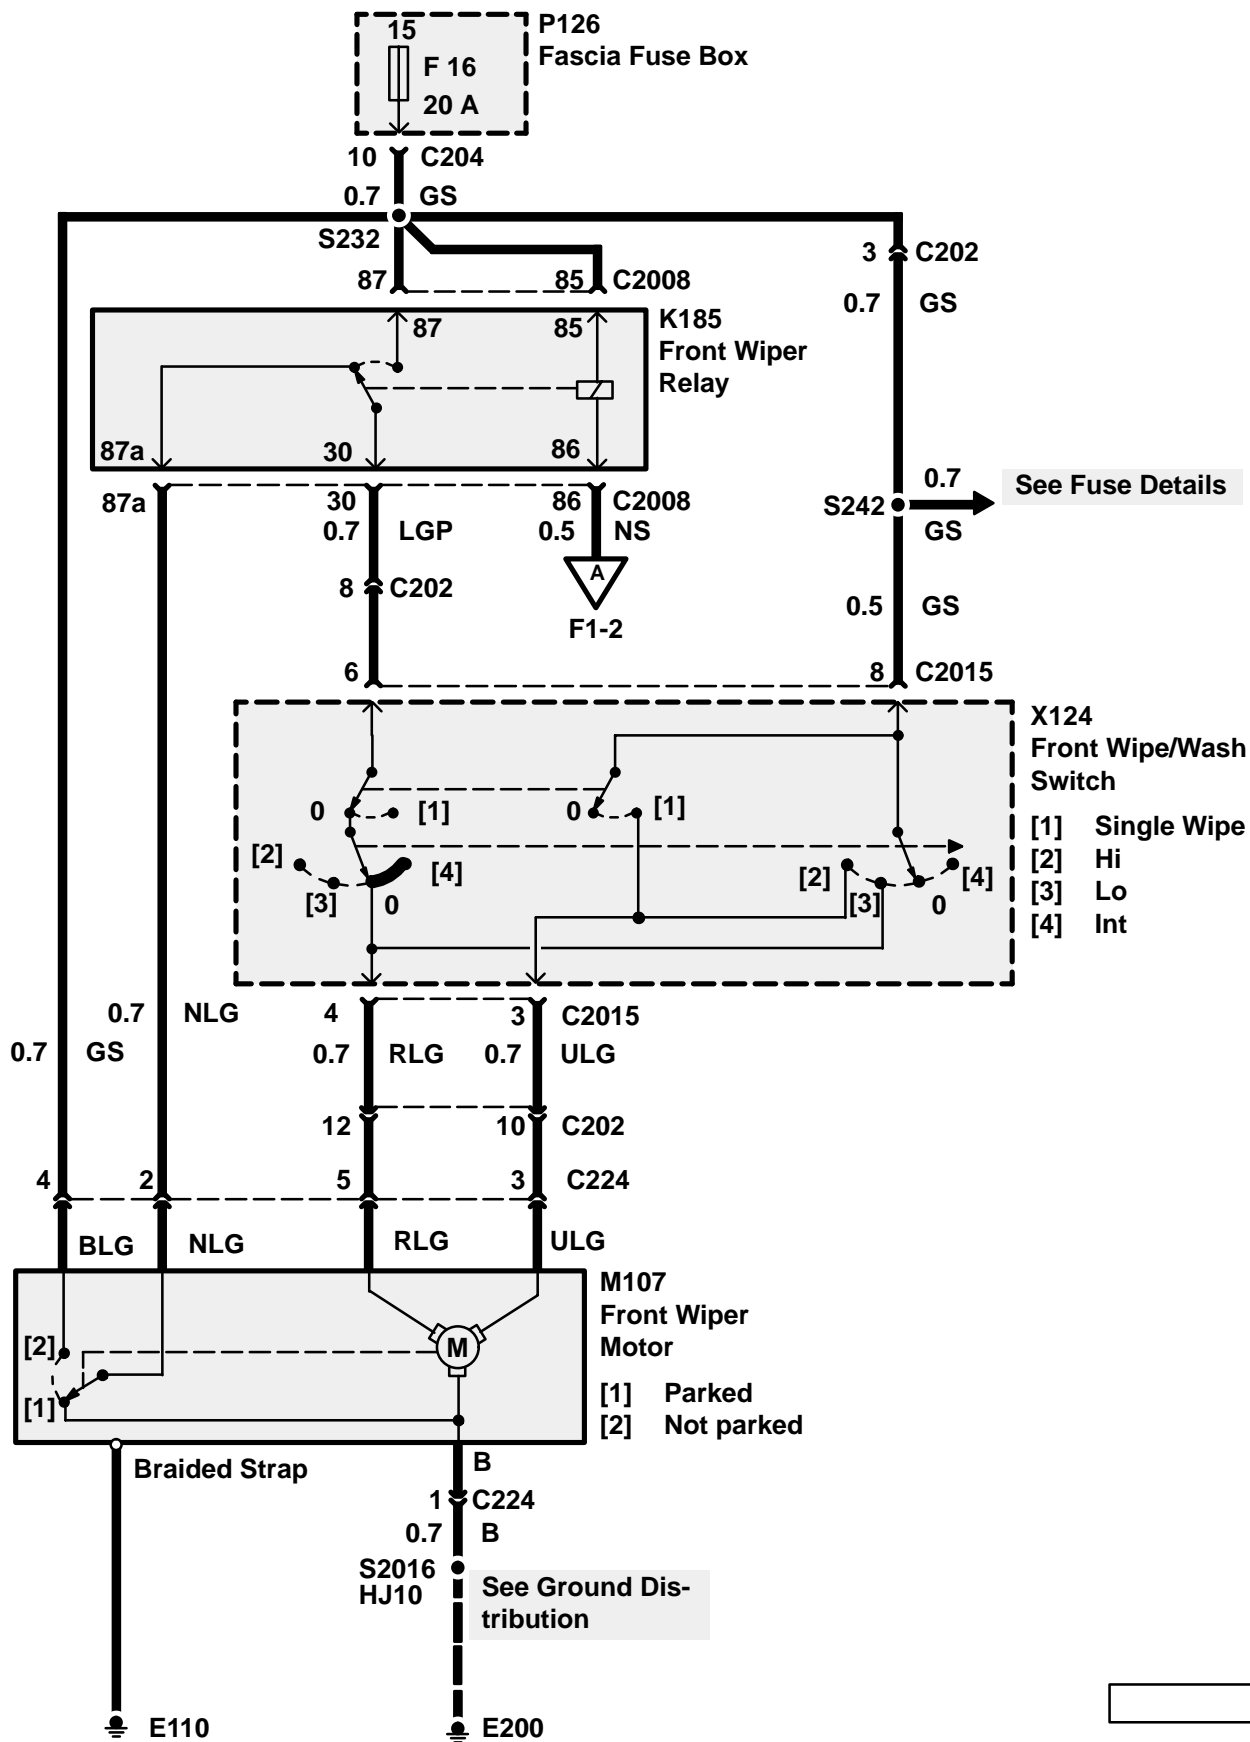 15
P126
Fascia Fuse Box
F 16
20 A
10 C204
0.7 GS
S232
3 C202
87 85 C2008
0.7 GS
87 85
K185
Front Wiper
Relay
87a 30 86
87a 30 86 C2008
0.7 LGP 0.5 NS
0.7
See Fuse Details
S242
GS
8 C202
A
F1-2
0.5 GS
6 8 C2015
X124
Front Wipe/Wash
Switch
0 [1] 0 [1]
[1] Single Wipe
[2] Hi
[3] Lo
[4] Int
[2] [4] [2] [4]
[3] 0 [3] 0
0.7 NLG 4 3 C2015
0.7 GS 0.7 RLG 0.7 ULG
12 10 C202
4 2 5 3 C224
BLG NLG RLG ULG
M107
Front Wiper
Motor
[2] M
[1]
[1] Parked
[2] Not parked
Braided Strap B
1 C224
0.7 B
S2016
HJ10
See Ground Dis-
tribution
E110 E200